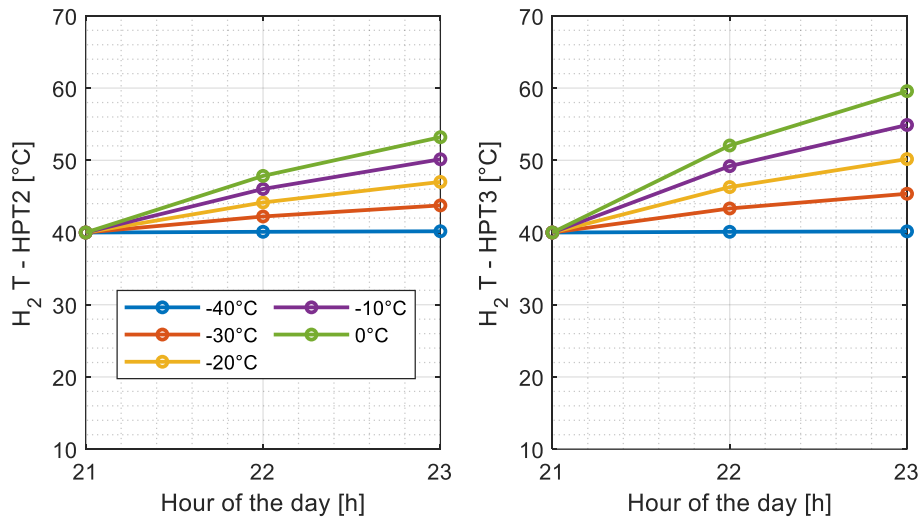 70
60
50
40
30
20
10
H2 T - HPT2 [°C]
-40°C
-10°C
-30°C
0°C
-20°C
21
22
23
Hour of the day [h]
70
60
50
40
30
20
10
H2 T - HPT3 [°C]
21
22
23
Hour of the day [h]